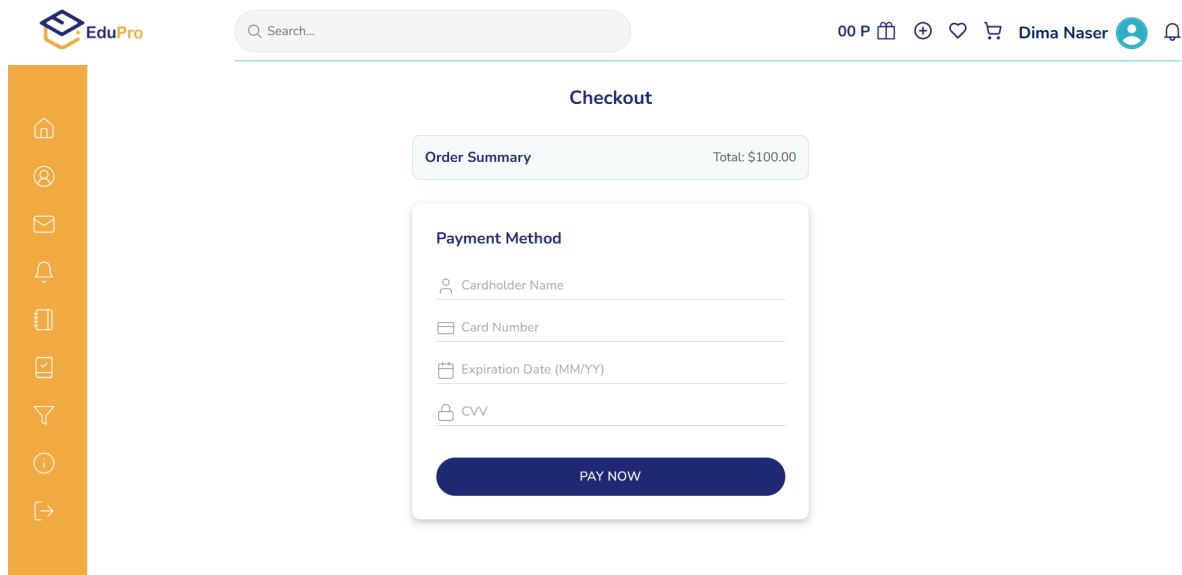 EduPro
Search...
00 P
Dima Naser
Checkout
Order Summary
Total: $100.00
Payment Method
Cardholder Name
Card Number
Expiration Date (MM/YY)
CVV
PAY NOW